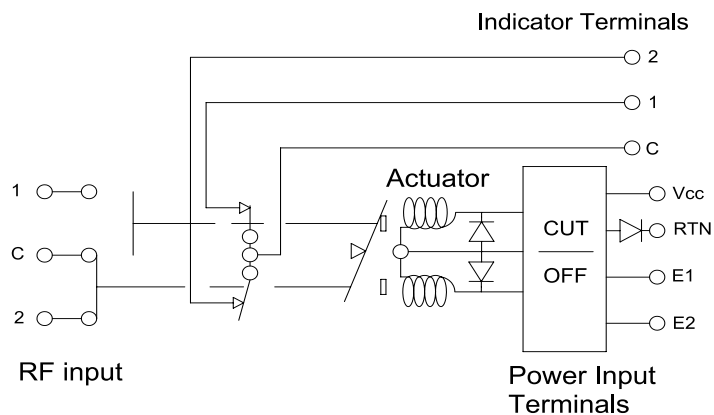 Indicator Terminals
2
1
C
1
Actuator
Vcc
CUT
RTN
C
OFF
E1
2
E2
RF input
Power Input
Terminals